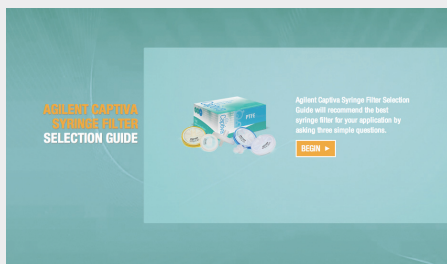 AGILENT CAPTIVA
SYRINGE FILTER
SELECTION GUIDE
PTFE
Agilent Captiva Syringe Filter Selection
Guide will recommend the best
syringe filter for your application by
asking three simple questions.
BEGIN ►